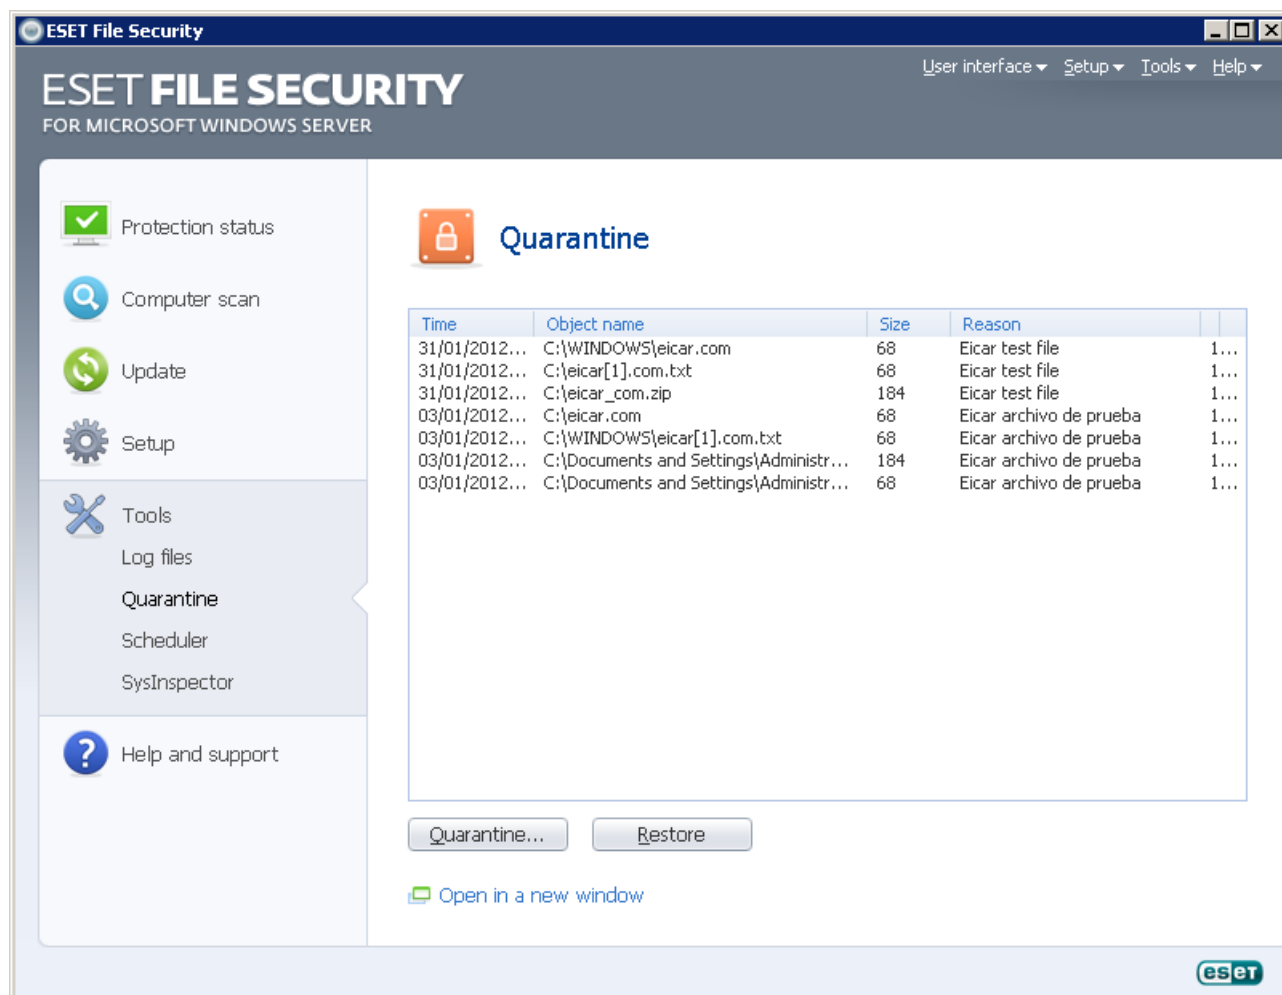 ESET File Security
User interface Setup Tools Help
ESET FILE SECURITY
FOR MICROSOFT WINDOWS SERVER
Protection status
Computer scan
Update
Setup
Tools
Log files
Quarantine
Scheduler
SysInspector
Help and support
Quarantine
Time Object name Size Reason
31/01/2012... C:\WINDOWS\eicar.com 68 Eicar test file 1...
31/01/2012... C:\eicar[1].com.txt 68 Eicar test file 1...
31/01/2012... C:\eicar_com.zip 184 Eicar test file 1...
03/01/2012... C:\eicar.com 68 Eicar archivo de prueba 1...
03/01/2012... C:\WINDOWS\eicar[1].com.txt 68 Eicar archivo de prueba 1...
03/01/2012... C:\Documents and Settings\Administr... 184 Eicar archivo de prueba 1...
03/01/2012... C:\Documents and Settings\Administr... 68 Eicar archivo de prueba 1...
Quarantine... Restore
Open in a new window
eset